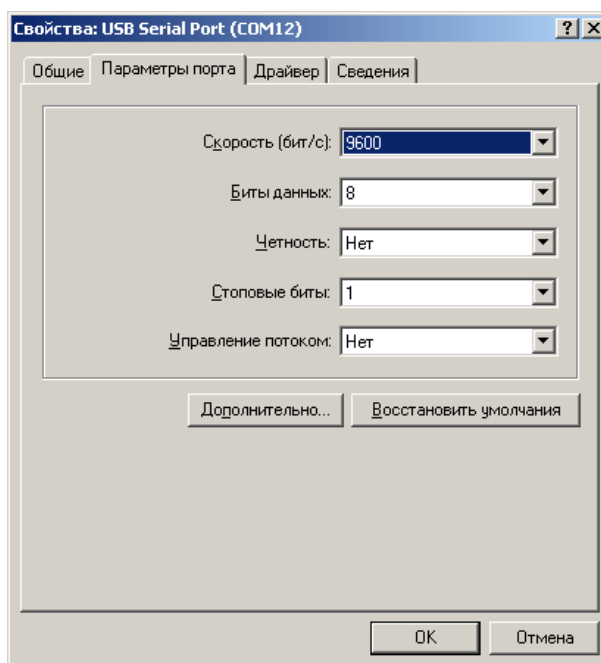 Свойства: USB Serial Port (COM12)
Общие Параметры порта Драйвер Сведения
Скорость (бит/с): 9600
Биты данных: 8
Четность: Нет
Стоповые биты: 1
Управление потоком: Нет
Дополнительно... Восстановить умолчания
OK Отмена